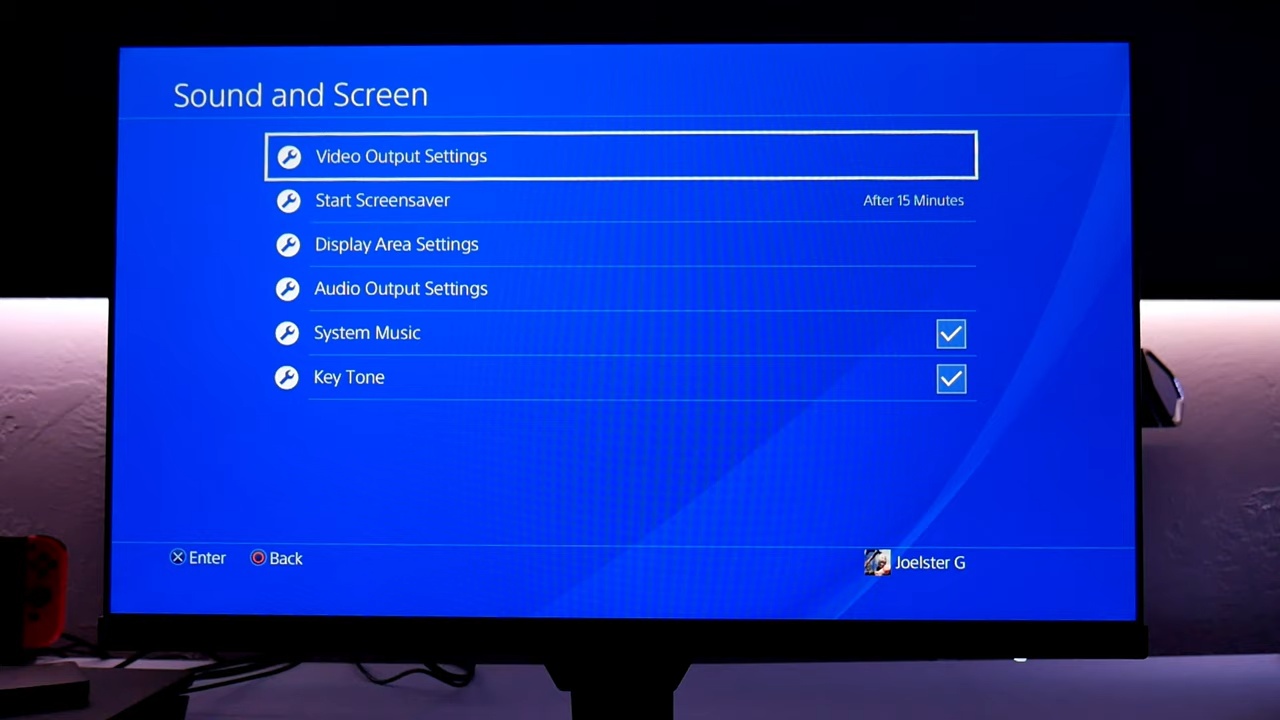 Sound and Screen
Video Output Settings
Start Screensaver After 15 Minutes
Display Area Settings
Audio Output Settings
System Music
Key Tone
Enter Back Joelster G